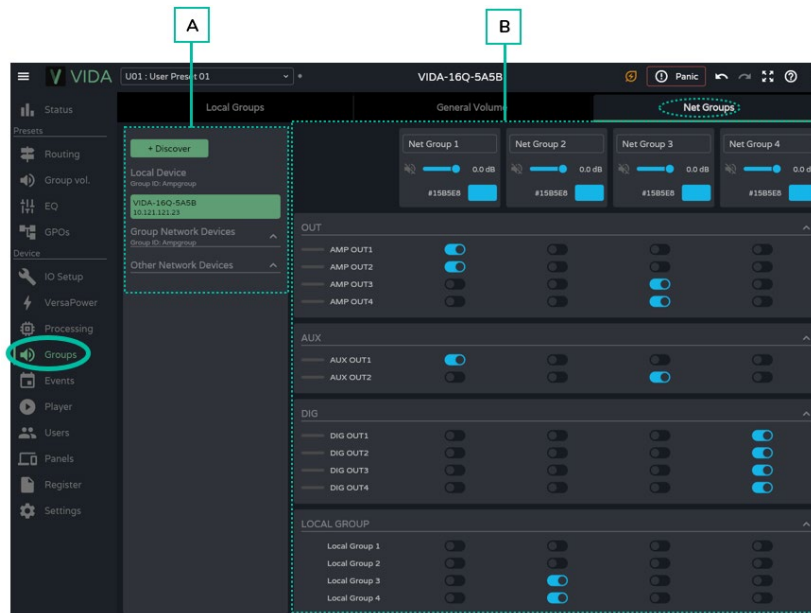 A
B
VIDA
U01 : User Preset 01
VIDA-16Q-5A5B
Panic
Local Groups
General Volume
Net Groups
Status
Presets
Routing
Group vol.
EQ
GPOs
Device
IO Setup
VersaPower
Processing
Groups
Events
Player
Users
Panels
Register
Settings
+ Discover
Local Device
Group ID: Ampgroup
VIDA-16Q-5A5B
10.121.121.23
Group Network Devices
Group ID: Ampgroup
Other Network Devices
Net Group 1
Net Group 2
Net Group 3
Net Group 4
0.0 dB
0.0 dB
0.0 dB
0.0 d
#15B5E8
#15B5E8
#15B5E8
#15B5E8
OUT
AMP OUT1
AMP OUT2
AMP OUT3
AMP OUT4
AUX
AUX OUT1
AUX OUT2
DIG
DIG OUT1
DIG OUT2
DIG OUT3
DIG OUT4
LOCAL GROUP
Local Group 1
Local Group 2
Local Group 3
Local Group 4